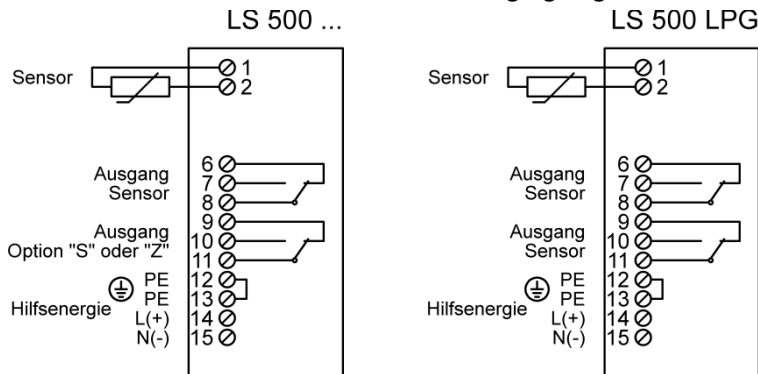 LS 500 ...
Sensor
1
2
Ausgang
Sensor
6
7
8
Ausgang
Option "S" oder "Z"
9
10
11
PE
12
PE
13
Hilfsenergie
L(+)
14
N(-)
15
LS 500 LPG
Sensor
1
2
Ausgang
Sensor
6
7
8
Ausgang
Sensor
9
10
11
PE
12
PE
13
Hilfsenergie
L(+)
14
N(-)
15